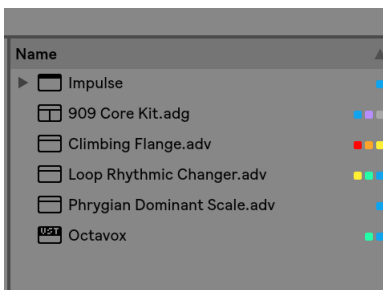 Name
Impulse
909 Core Kit.adg
Climbing Flange.adv
Loop Rhythmic Changer.adv
Phrygian Dominant Scale.adv
VST Octavox